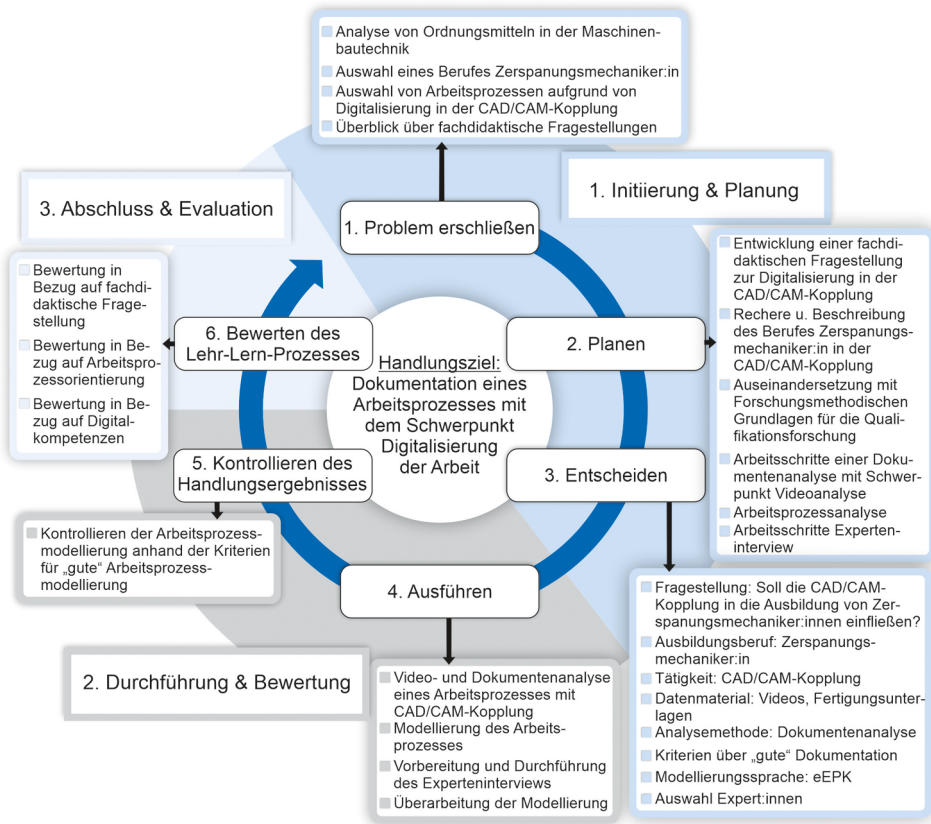 Analyse von Ordnungsmitteln in der Maschinen-
bautechnik
Auswahl eines Berufes Zerspanungsmechaniker:in
Auswahl von Arbeitsprozessen aufgrund von
Digitalisierung in der CAD/CAM-Kopplung
Überblick über fachdidaktische Fragestellungen
1. Initiierung & Planung
3. Abschluss & Evaluation
1. Problem erschließen
Entwicklung einer fachdi-
daktischen Fragestellung
zur Digitalisierung in der
CAD/CAM-Kopplung
Rechere u. Beschreibung
des Berufes Zerspanungs-
mechaniker:in in der
CAD/CAM-Kopplung
Auseinandersetzung mit
Forschungsmethodischen
Grundlagen für die Quali-
fikationsforschung
Arbeitsschritte einer Doku-
mentenanalyse mit Schwer-
punkt Videoanalyse
Arbeitsprozessanalyse
Arbeitsschritte Experten-
interview
Bewertung in
Bezug auf fachdi-
daktische Frage-
stellung
Bewertung in Be-
zug auf Arbeitspro-
zessorientierung
Bewertung in Be-
zug auf Digital-
kompetenzen
6. Bewerten des
Lehr-Lern-Prozesses
2. Planen
Handlungsziel:
Dokumentation eines
Arbeitsprozesses mit
dem Schwerpunkt
Digitalisierung
der Arbeit
5. Kontrollieren des
Handlungsergebnisses
3. Entscheiden
Kontrollieren der Arbeitsprozess-
modellierung anhand der Kriterien
für „gute“ Arbeitsprozess-
modellierung
4. Ausführen
Fragestellung: Soll die CAD/CAM-
Kopplung in die Ausbildung von Zer-
spanungsmechaniker:innen einfließen?
Ausbildungsberuf: Zerspanungs-
mechaniker:in
Tätigkeit: CAD/CAM-Kopplung
Datenmaterial: Videos, Fertigungsunter-
lagen
Analysemethode: Dokumentenanalyse
Kriterien über „gute“ Dokumentation
Modellierungssprache: eEPK
Auswahl Expert:innen
2. Durchführung & Bewertung
Video- und Dokumentenanalyse
eines Arbeitsprozesses mit
CAD/CAM-Kopplung
Modellierung des Arbeits-
prozesses
Vorbereitung und Durchführung
des Experteninterviews
Überarbeitung der Modellierung